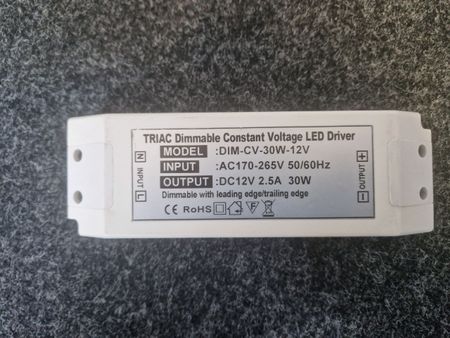 TRIAC Dimmable Constant Voltage LED Driver
MODEL :DIM-CV-30W-12V
INPUT :AC170-265V 50/60Hz
OUTPUT :DC12V 2.5A 30W
Dimmable with leading edge/trailing edge
CE RoHS F
N
INPUT
L
+
OUTPUT
-